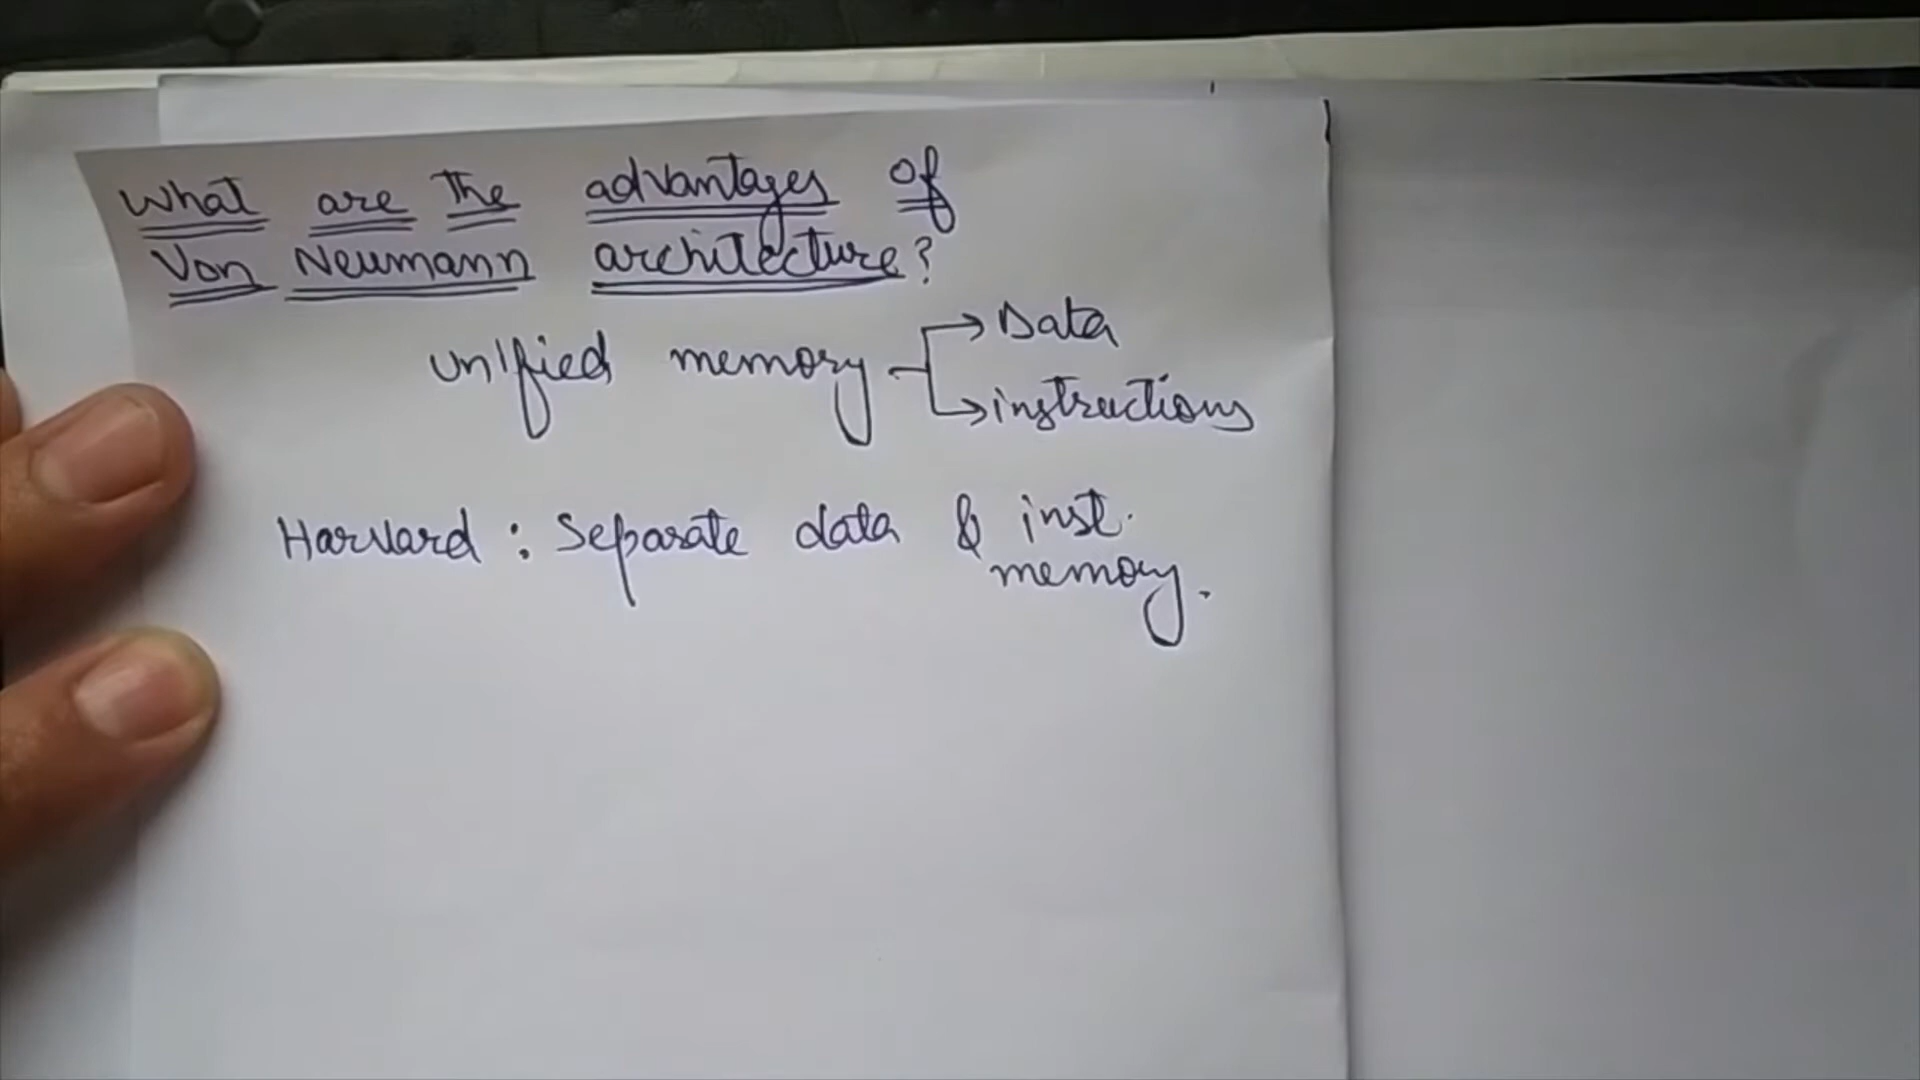 What are The advantages of
Von Neumann architecture?
unified memory → Data
→ instructions
Harvard : Separate data & inst.
memory.